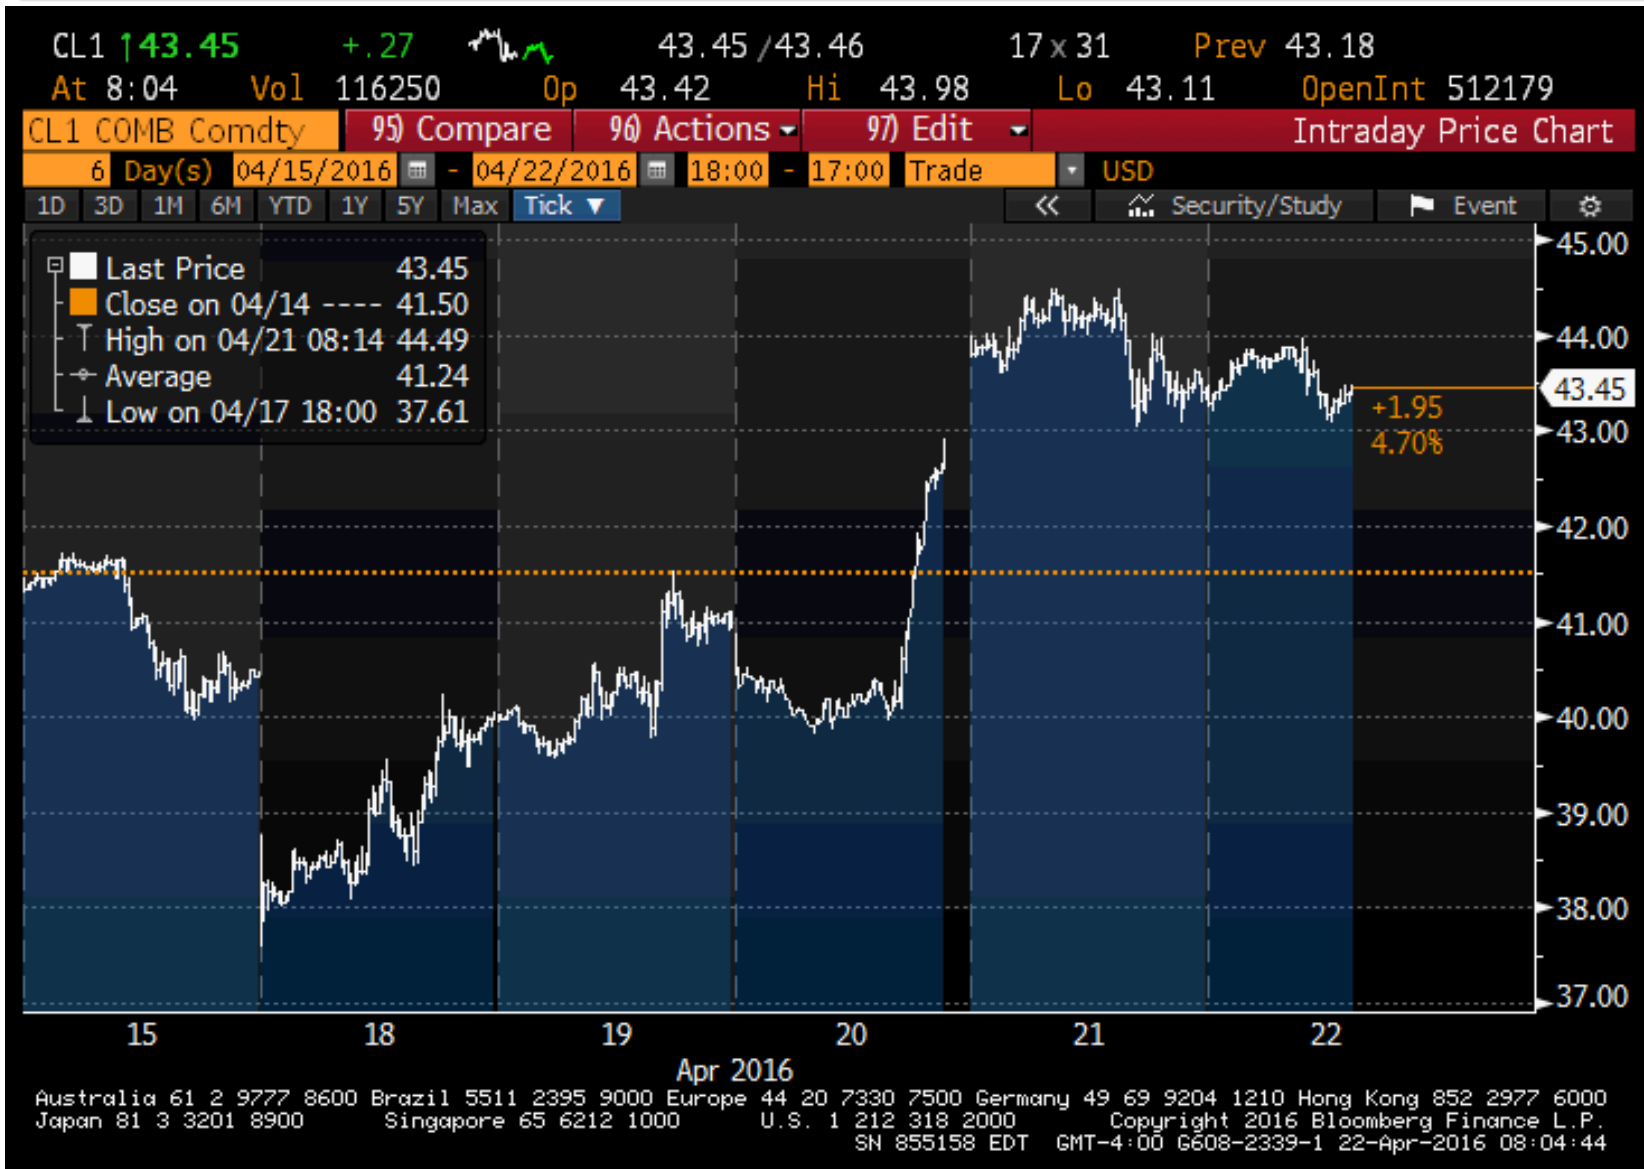 CL1 ↑43.45 +.27 43.45 /43.46 17 x 31 Prev 43.18
At 8:04 Vol 116250 Op 43.42 Hi 43.98 Lo 43.11 OpenInt 512179
CL1 COMB Comdty 95) Compare 96) Actions 97) Edit Intraday Price Chart
6 Day(s) 04/15/2016 - 04/22/2016 18:00 - 17:00 Trade USD
1D 3D 1M 6M YTD 1Y 5Y Max Tick ▼ « Security/Study Event
Last Price 43.45
Close on 04/14 ---- 41.50
High on 04/21 08:14 44.49
Average 41.24
Low on 04/17 18:00 37.61
45.00
44.00
43.45
+1.95
4.70%
43.00
42.00
41.00
40.00
39.00
38.00
37.00
15 18 19 20 21 22
Apr 2016
Australia 61 2 9777 8600 Brazil 5511 2395 9000 Europe 44 20 7330 7500 Germany 49 69 9204 1210 Hong Kong 852 2977 6000
Japan 81 3 3201 8900 Singapore 65 6212 1000 U.S. 1 212 318 2000 Copyright 2016 Bloomberg Finance L.P.
SN 855158 EDT GMT-4:00 G608-2339-1 22-Apr-2016 08:04:44